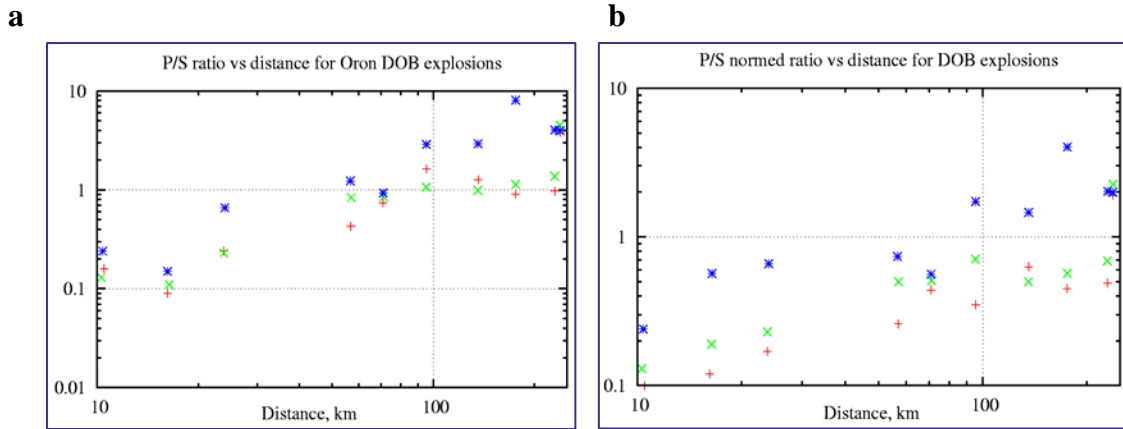 a
b
P/S ratio vs distance for Oron DOB explosions
10
1
0.1
0.01
10
100
Distance, km
P/S normed ratio vs distance for DOB explosions
10
1
0.1
10
100
Distance, km